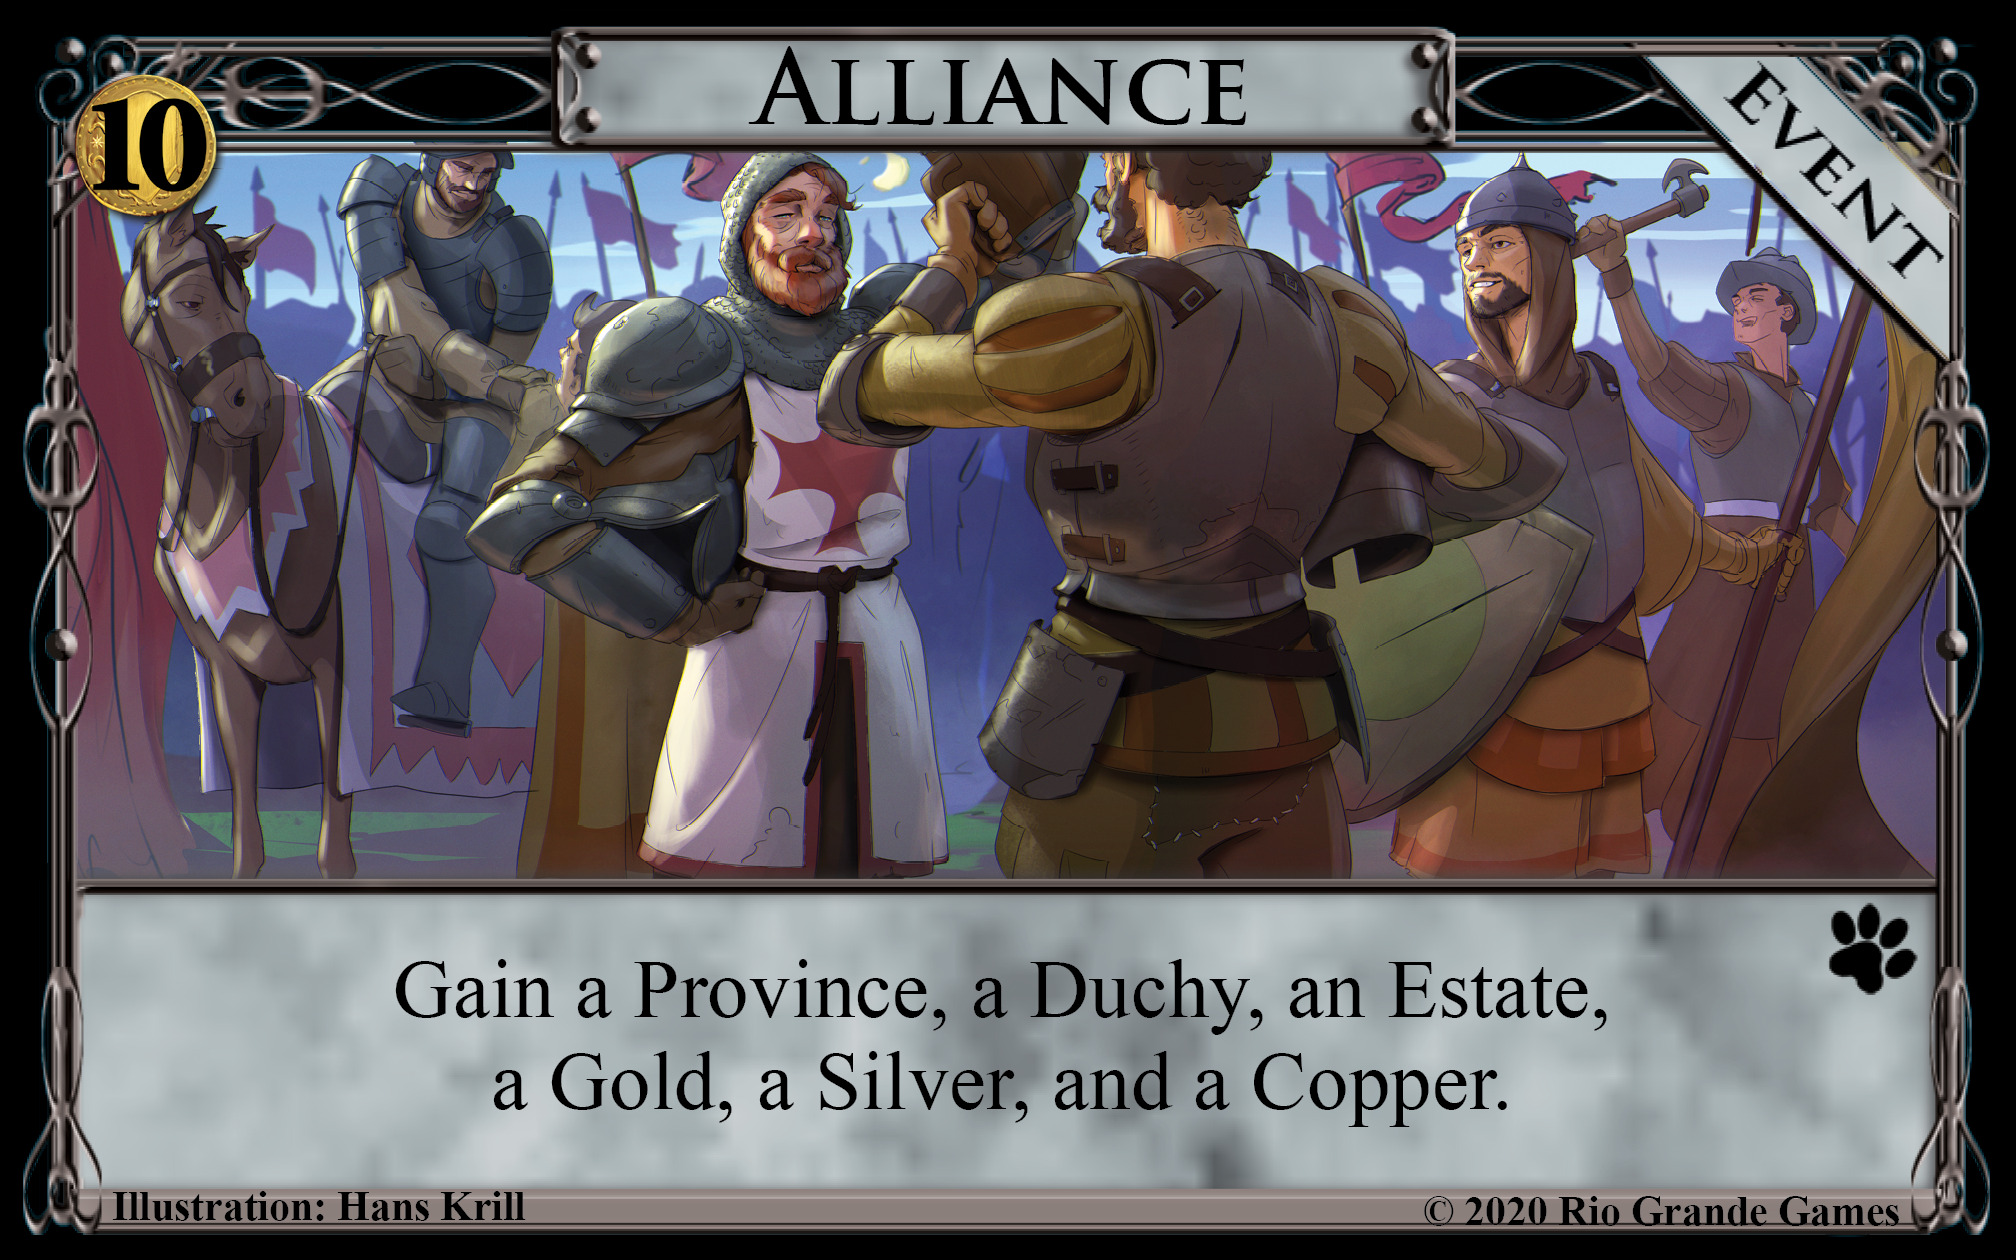 ALLIANCE
10
EVENT
Gain a Province, a Duchy, an Estate,
a Gold, a Silver, and a Copper.
Illustration: Hans Krill
© 2020 Rio Grande Games